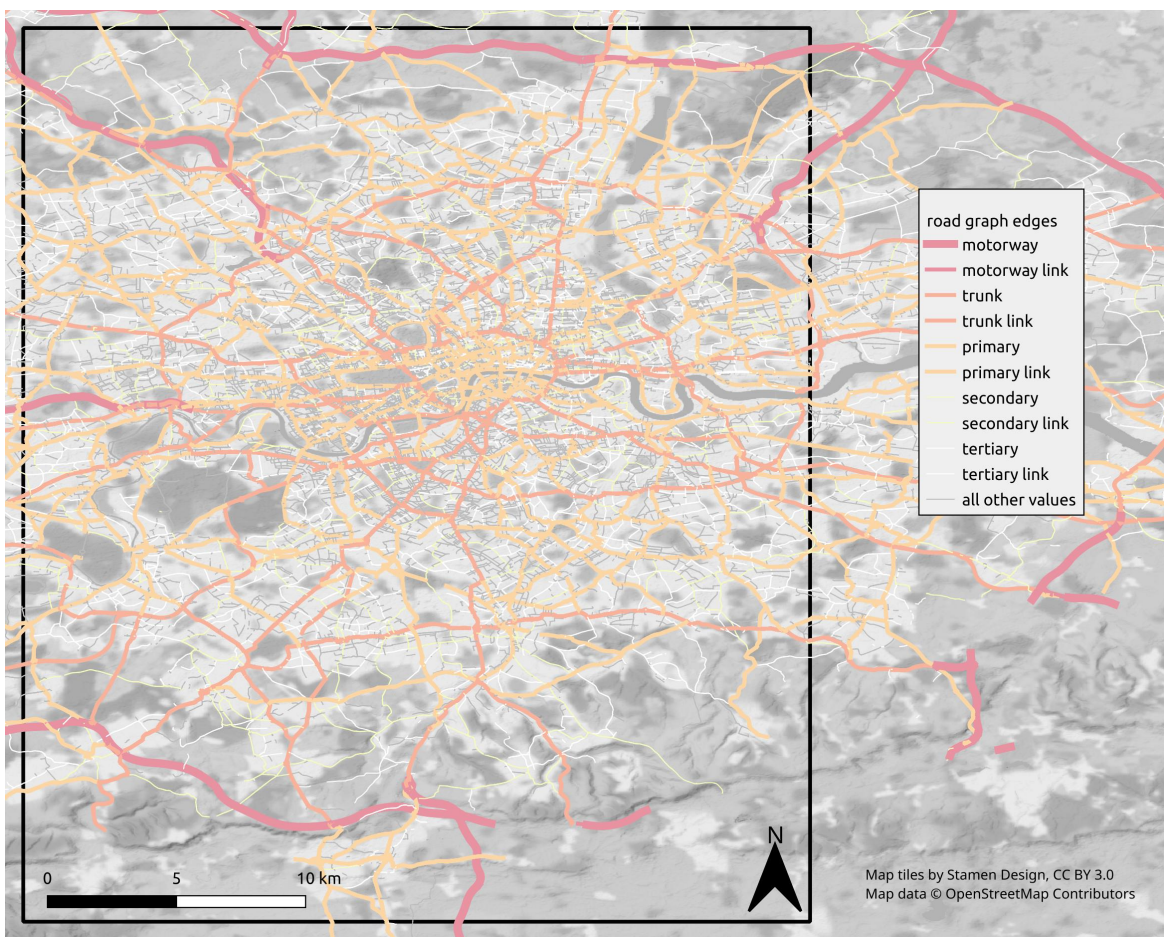 road graph edges
motorway
motorway link
trunk
trunk link
primary
primary link
secondary
secondary link
tertiary
tertiary link
all other values
N
0 5 10 km
Map tiles by Stamen Design, CC BY 3.0
Map data © OpenStreetMap Contributors